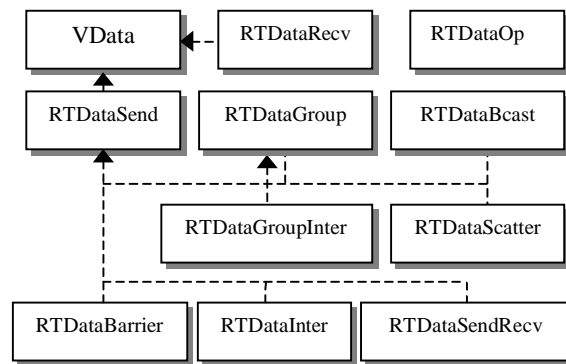 VData
RTDataRecv
RTDataOp
RTDataSend
RTDataGroup
RTDataBcast
RTDataGroupInter
RTDataScatter
RTDataBarrier
RTDataInter
RTDataSendRecv